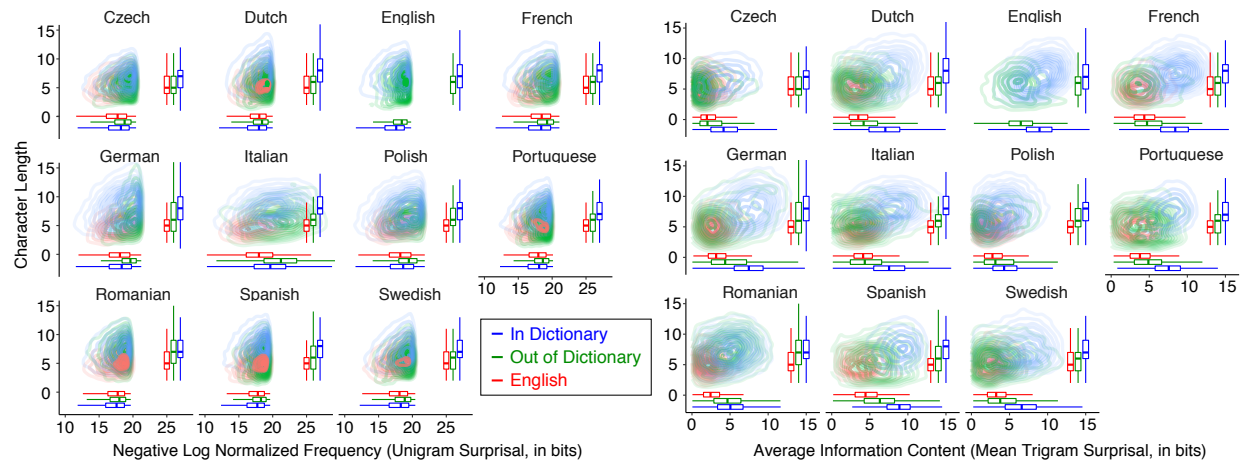 Czech Dutch English French
Czech Dutch English French
15
10
5
0
15
10
5
0
German Italian Polish Portuguese
German Italian Polish Portuguese
15
10
5
0
15
10
5
0
10 15 20 25
0 5 10 15
Romanian Spanish Swedish
Romanian Spanish Swedish
15
10
5
0
15
10
5
0
In Dictionary
Out of Dictionary
English
10 15 20 25 10 15 20 25 10 15 20 25
0 5 10 15 0 5 10 15 0 5 10 15
Character Length
Negative Log Normalized Frequency (Unigram Surprisal, in bits)
Average Information Content (Mean Trigram Surprisal, in bits)